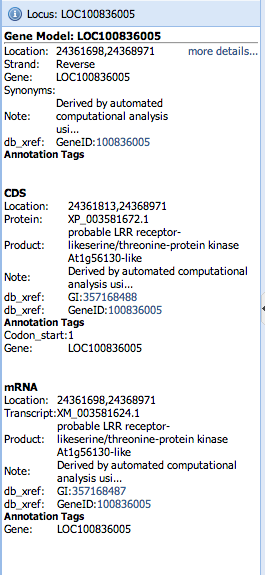 Locus: LOC100836005
Gene Model: LOC100836005
Location: 24361698,24368971 more details...
Strand: Reverse
Gene: LOC100836005
Synonyms:
Derived by automated
Note: computational analysis
usi...
db_xref: GeneID:100836005
Annotation Tags
CDS
Location: 24361813,24368971
Protein: XP_003581672.1
probable LRR receptor-
Product: likeserine/threonine-protein kinase
At1g56130-like
Note: Derived by automated computational
analysis usi...
db_xref: GI:357168488
db_xref: GeneID:100836005
Annotation Tags
Codon_start:1
Gene: LOC100836005
mRNA
Location: 24361698,24368971
Transcript:XM_003581624.1
probable LRR receptor-
Product: likeserine/threonine-protein kinase
At1g56130-like
Note: Derived by automated computational
analysis usi...
db_xref: GI:357168487
db_xref: GeneID:100836005
Annotation Tags
Gene: LOC100836005